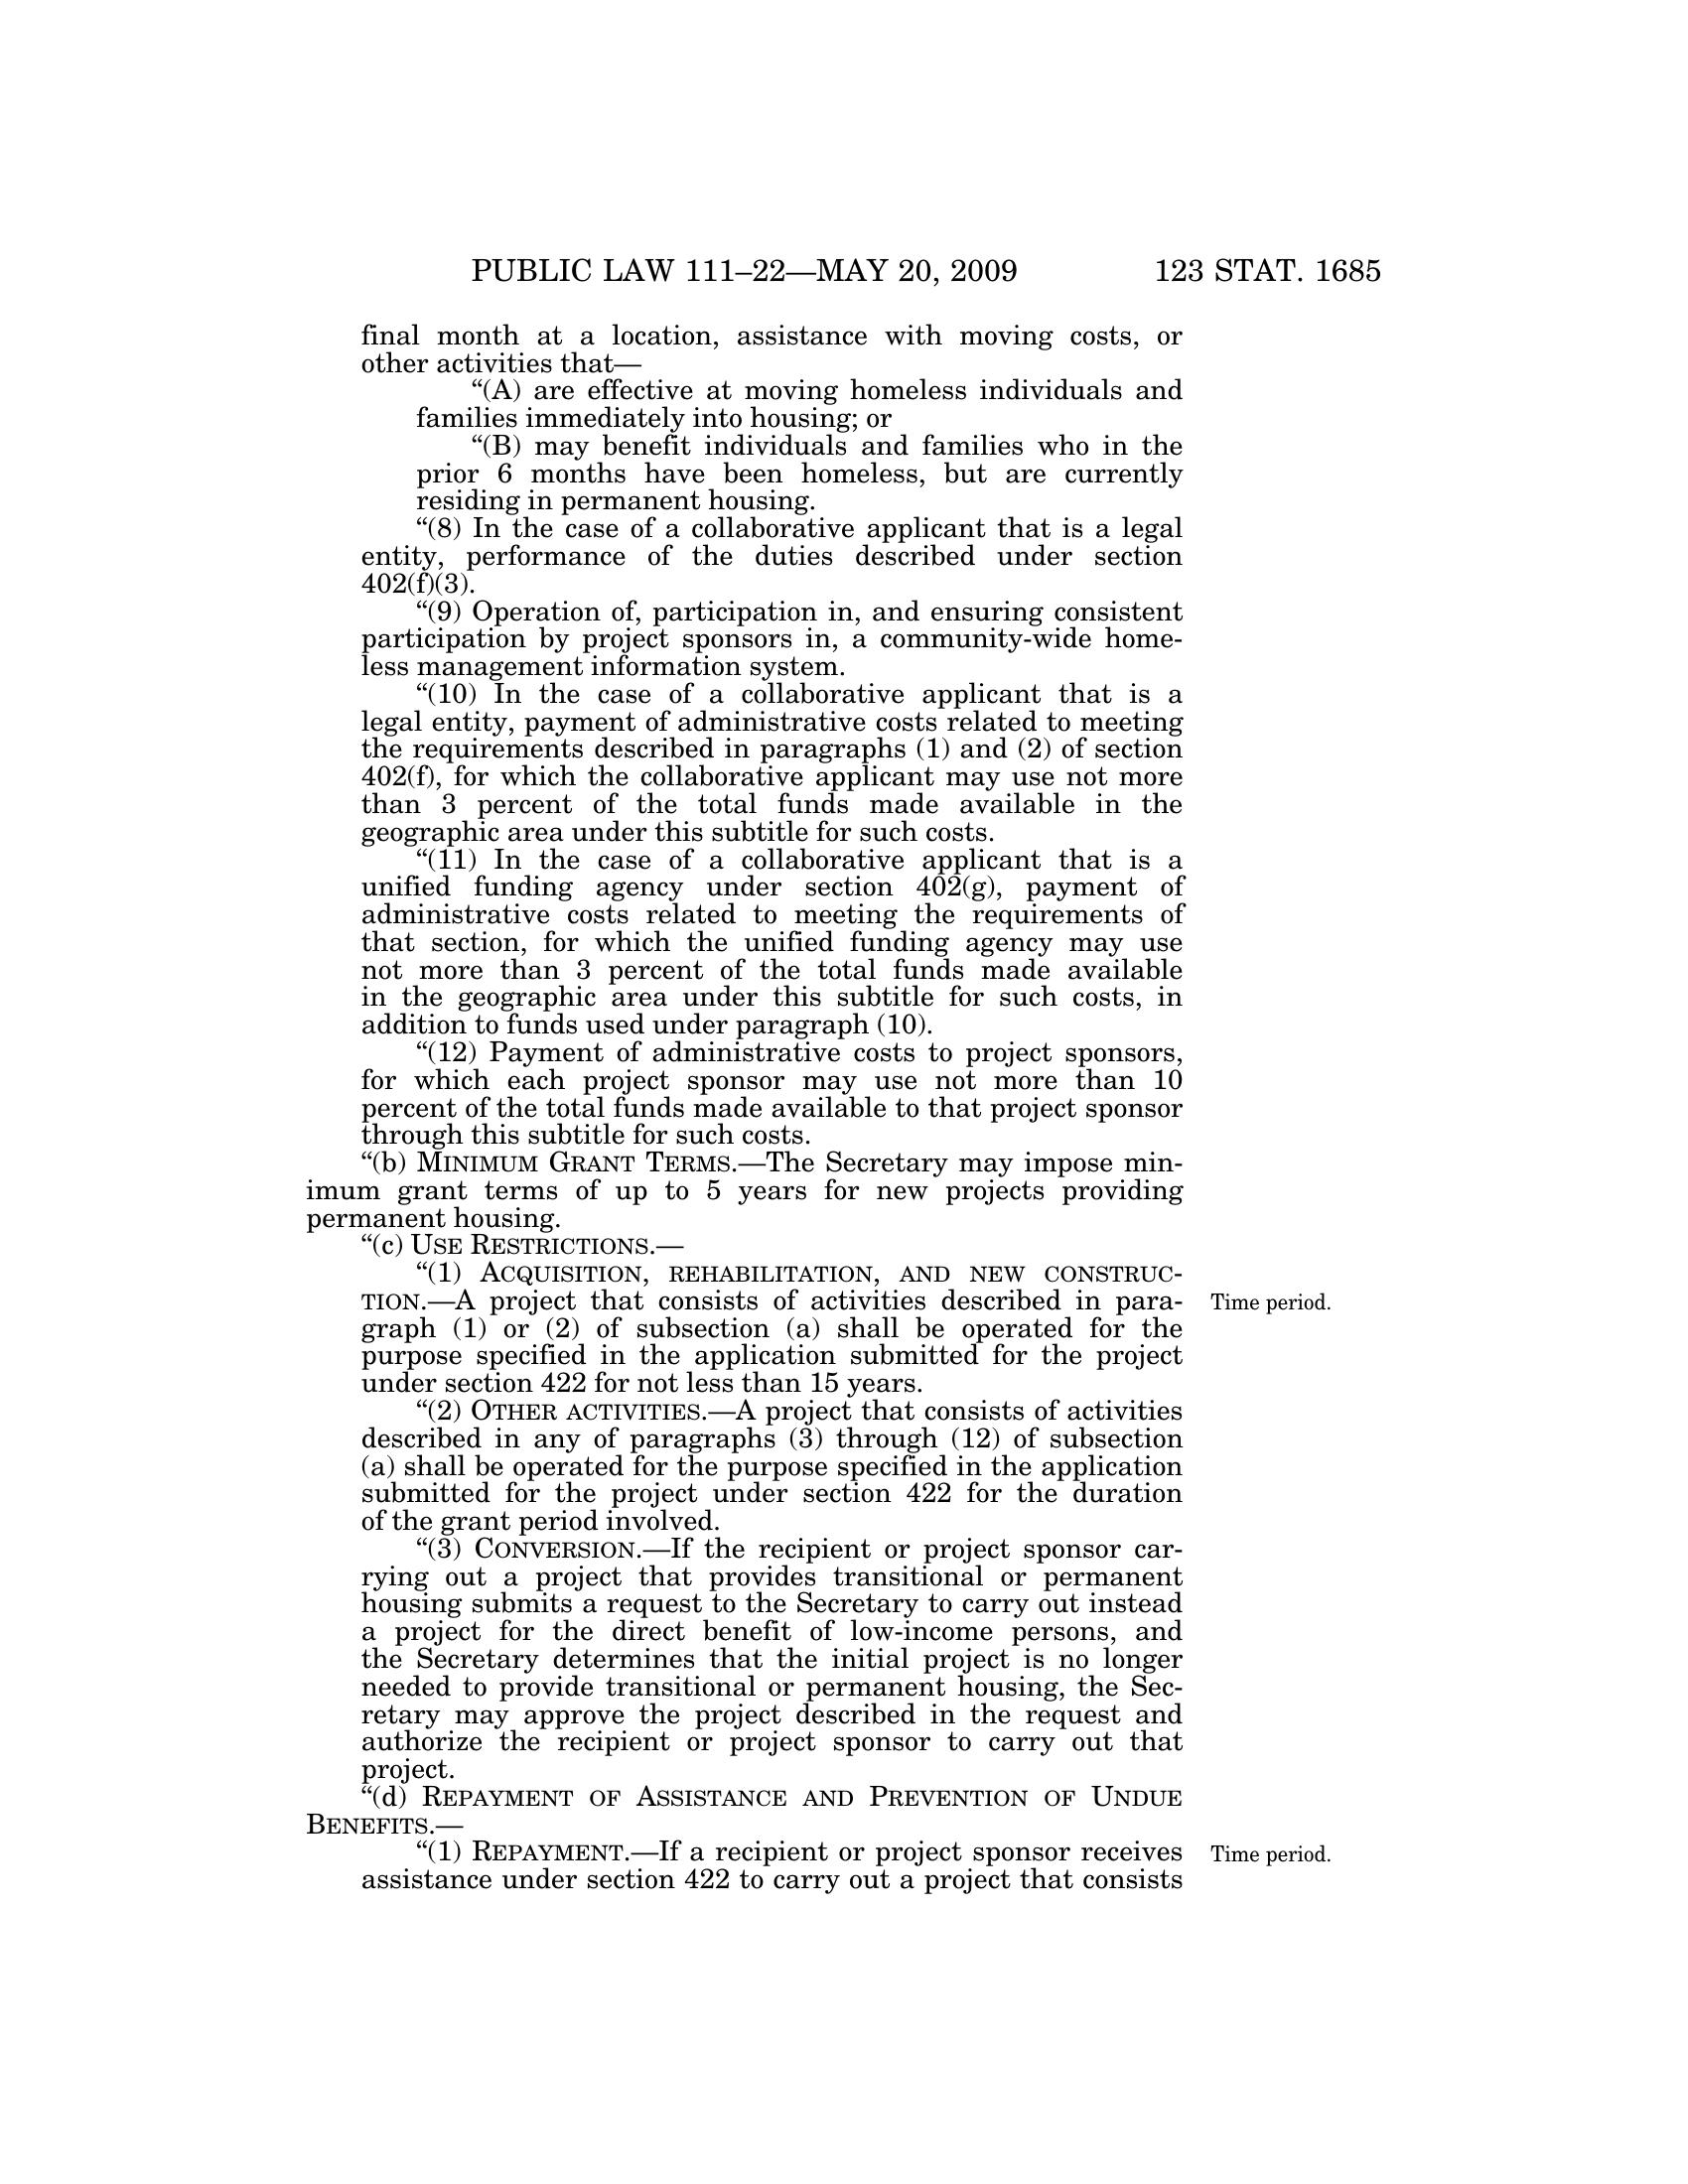 PUBLIC LAW 111–22—MAY 20, 2009 123 STAT. 1685
final month at a location, assistance with moving costs, or
other activities that—
“(A) are effective at moving homeless individuals and
families immediately into housing; or
“(B) may benefit individuals and families who in the
prior 6 months have been homeless, but are currently
residing in permanent housing.
“(8) In the case of a collaborative applicant that is a legal
entity, performance of the duties described under section
402(f)(3).
“(9) Operation of, participation in, and ensuring consistent
participation by project sponsors in, a community-wide home-
less management information system.
“(10) In the case of a collaborative applicant that is a
legal entity, payment of administrative costs related to meeting
the requirements described in paragraphs (1) and (2) of section
402(f), for which the collaborative applicant may use not more
than 3 percent of the total funds made available in the
geographic area under this subtitle for such costs.
“(11) In the case of a collaborative applicant that is a
unified funding agency under section 402(g), payment of
administrative costs related to meeting the requirements of
that section, for which the unified funding agency may use
not more than 3 percent of the total funds made available
in the geographic area under this subtitle for such costs, in
addition to funds used under paragraph (10).
“(12) Payment of administrative costs to project sponsors,
for which each project sponsor may use not more than 10
percent of the total funds made available to that project sponsor
through this subtitle for such costs.
“(b) MINIMUM GRANT TERMS.—The Secretary may impose min-
imum grant terms of up to 5 years for new projects providing
permanent housing.
“(c) USE RESTRICTIONS.—
“(1) ACQUISITION, REHABILITATION, AND NEW CONSTRUC-
TION.—A project that consists of activities described in para-
graph (1) or (2) of subsection (a) shall be operated for the
purpose specified in the application submitted for the project
under section 422 for not less than 15 years.
“(2) OTHER ACTIVITIES.—A project that consists of activities
described in any of paragraphs (3) through (12) of subsection
(a) shall be operated for the purpose specified in the application
submitted for the project under section 422 for the duration
of the grant period involved.
“(3) CONVERSION.—If the recipient or project sponsor car-
rying out a project that provides transitional or permanent
housing submits a request to the Secretary to carry out instead
a project for the direct benefit of low-income persons, and
the Secretary determines that the initial project is no longer
needed to provide transitional or permanent housing, the Sec-
retary may approve the project described in the request and
authorize the recipient or project sponsor to carry out that
project.
“(d) REPAYMENT OF ASSISTANCE AND PREVENTION OF UNDUE
BENEFITS.—
“(1) REPAYMENT.—If a recipient or project sponsor receives
assistance under section 422 to carry out a project that consists
Time period.
Time period.